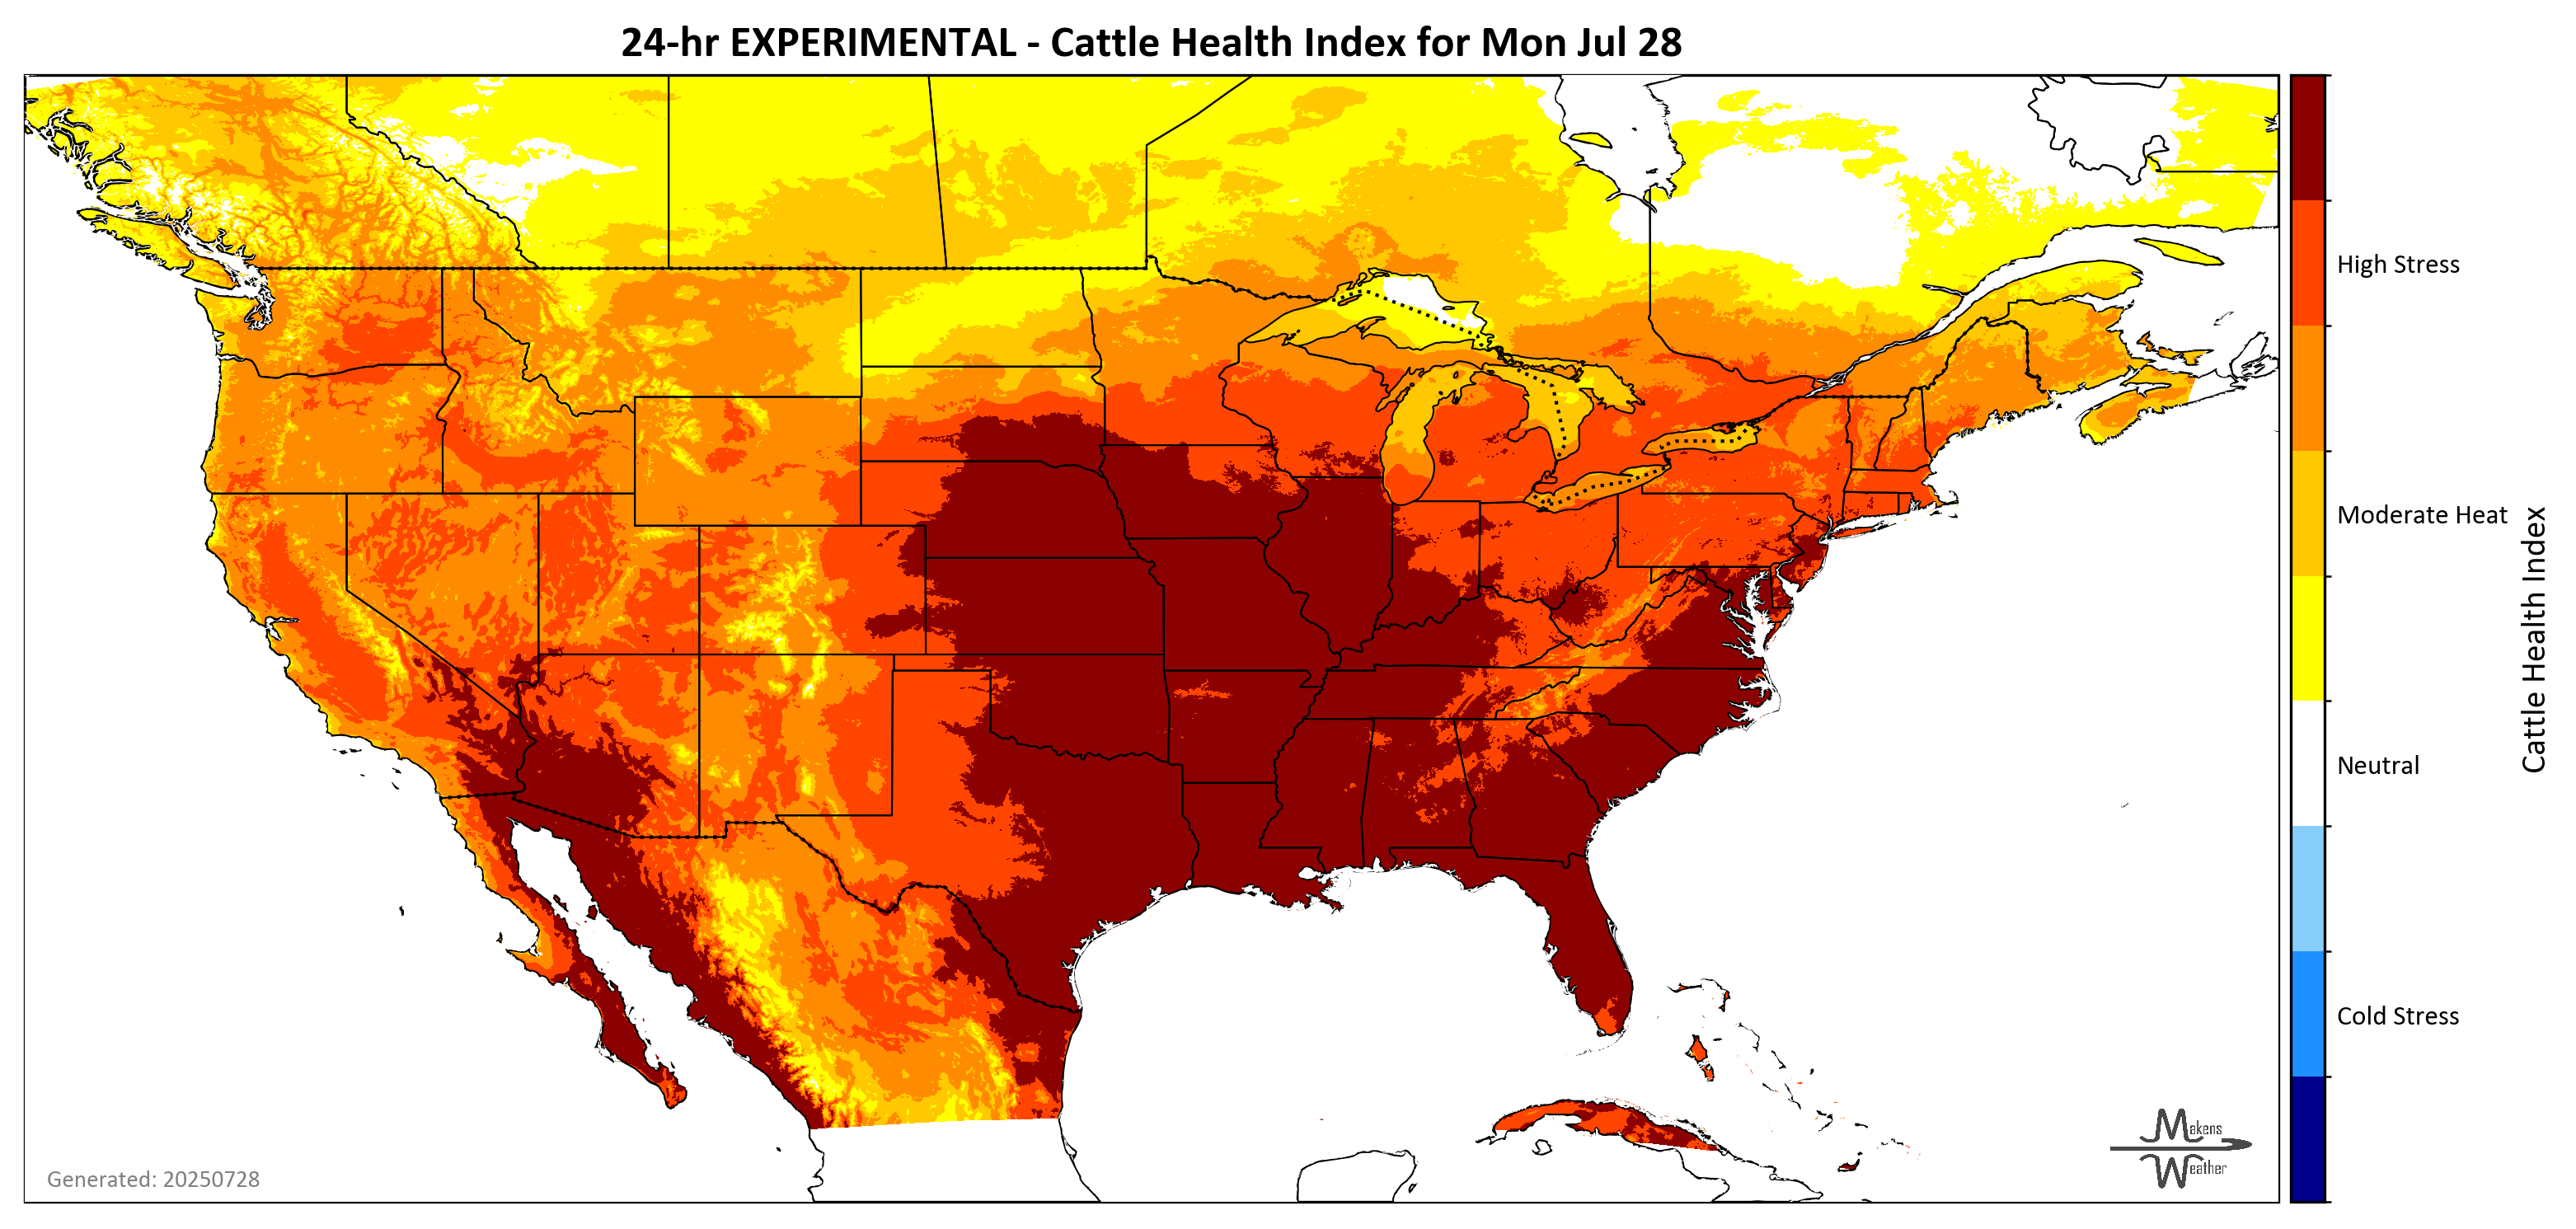 24-hr EXPERIMENTAL - Cattle Health Index for Mon Jul 28
High Stress
Moderate Heat
Neutral
Cold Stress
Cattle Health Index
Makens
Weather
Generated: 20250728